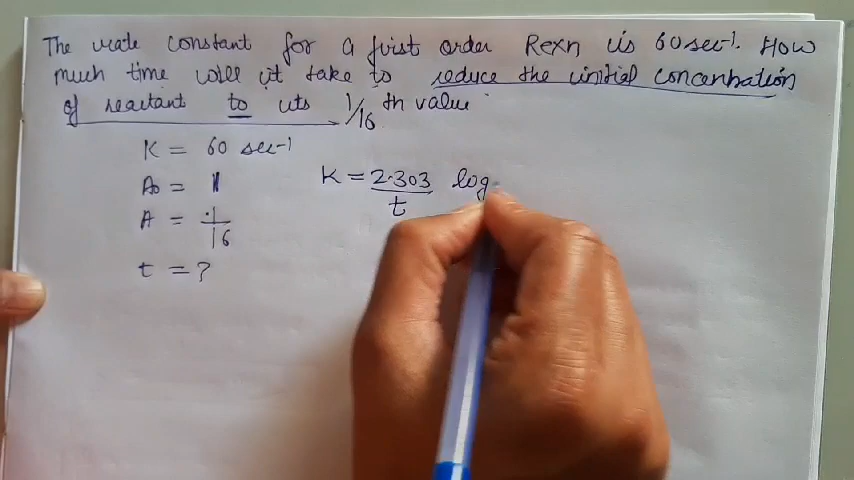 The rate constant for a first order Rexn is 60 sec-1. How
much time will it take to reduce the initial concentration
of reactant to its 1/16 th value
K = 60 sec-1
A0 = 1
A = 1/16
t = ?
K = 2.303/t log